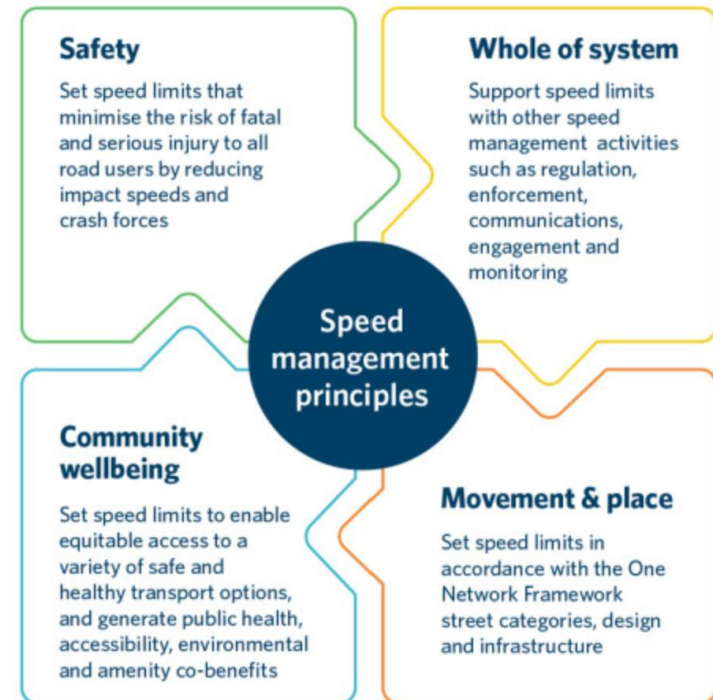 Safety
Set speed limits that
minimise the risk of fatal
and serious injury to all
road users by reducing
impact speeds and
crash forces
Whole of system
Support speed limits
with other speed
management activities
such as regulation,
enforcement,
communications,
engagement and
monitoring
Speed
management
principles
Community
wellbeing
Set speed limits to enable
equitable access to a
variety of safe and
healthy transport options,
and generate public health,
accessibility, environmental
and amenity co-benefits
Movement & place
Set speed limits in
accordance with the One
Network Framework
street categories, design
and infrastructure